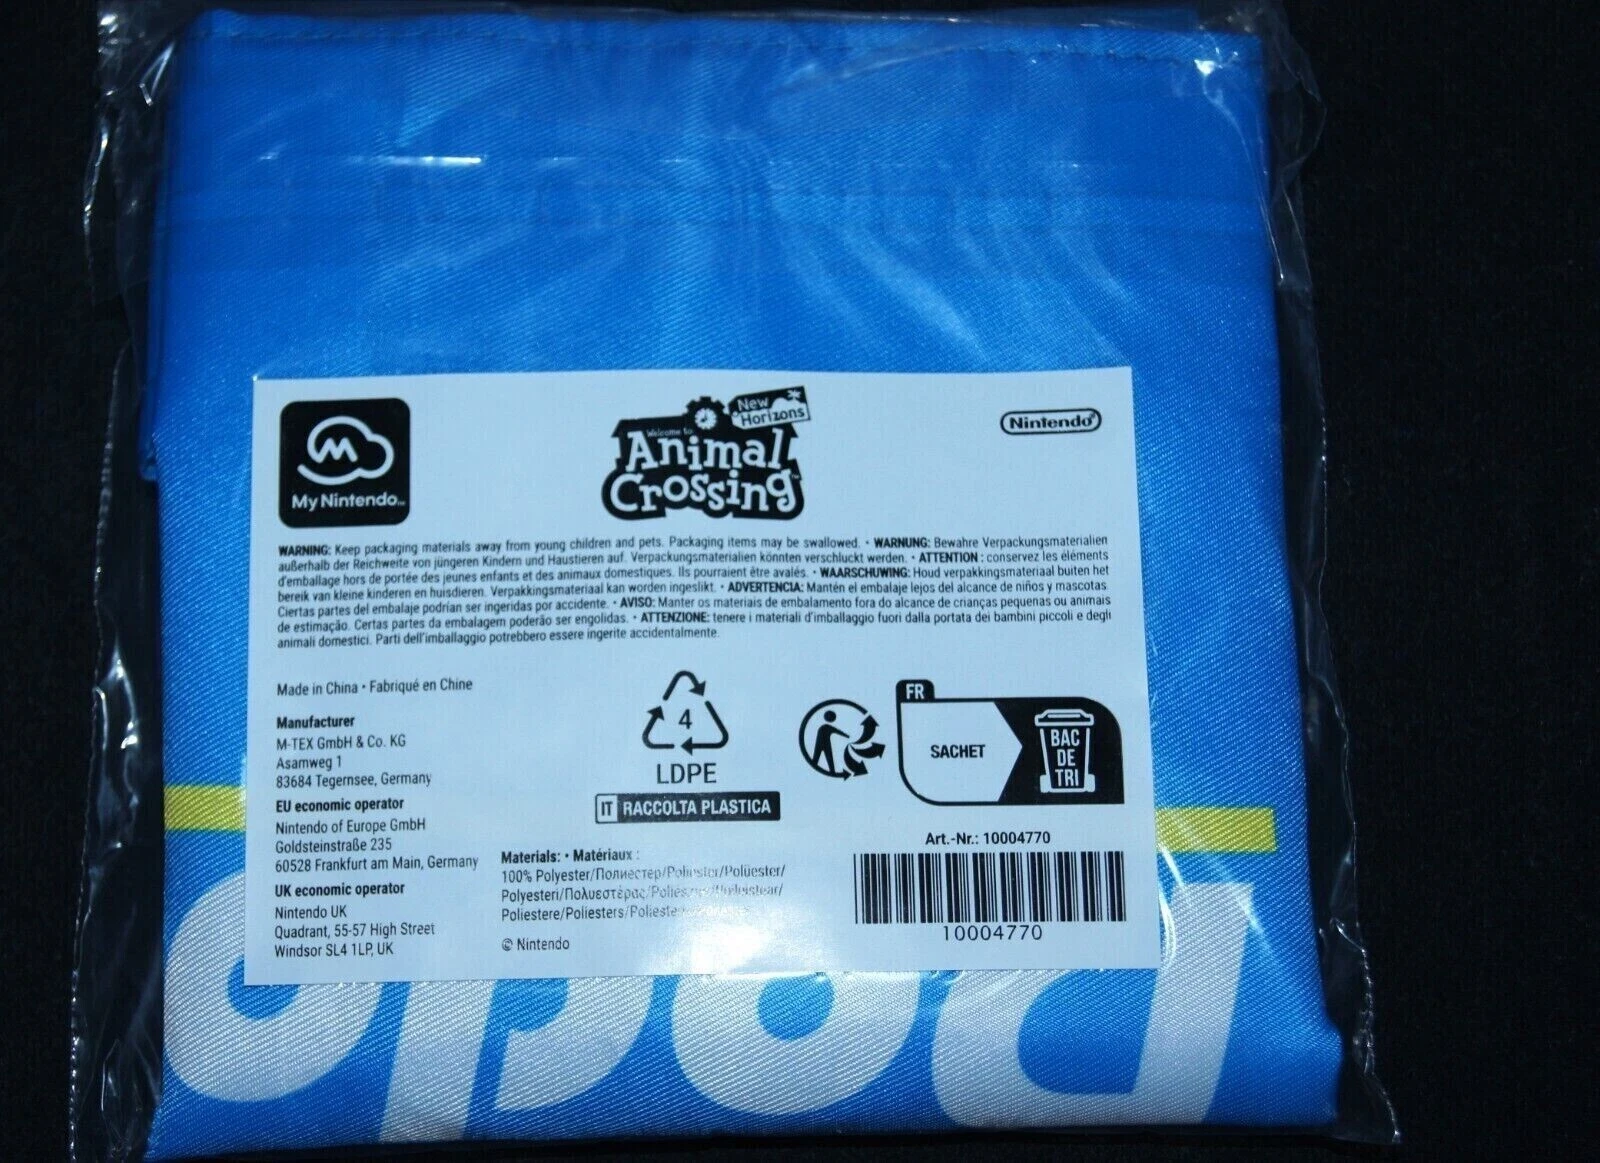 My Nintendo™
Welcome to
New
Horizons
Animal
Crossing™
Nintendo®
WARNING: Keep packaging materials away from young children and pets. Packaging items may be swallowed. • WARNUNG: Bewahre Verpackungsmaterialien
außerhalb der Reichweite von jüngeren Kindern und Haustieren auf. Verpackungsmaterialien könnten verschluckt werden. • ATTENTION : conservez les éléments
d'emballage hors de portée des jeunes enfants et des animaux domestiques. Ils pourraient être avalés. • WAARSCHUWING: Houd verpakkingsmateriaal buiten het
bereik van kleine kinderen en huisdieren. Verpakkingsmateriaal kan worden ingeslikt. • ADVERTENCIA: Mantén el embalaje lejos del alcance de niños y mascotas.
Ciertas partes del embalaje podrían ser ingeridas por accidente. • AVISO: Manter os materiais de embalamento fora do alcance de crianças pequenas ou animais
de estimação. Certas partes da embalagem poderão ser engolidas. • ATTENZIONE: tenere i materiali d'imballaggio fuori dalla portata dei bambini piccoli e degli
animali domestici. Parti dell'imballaggio potrebbero essere ingerite accidentalmente.
Made in China • Fabriqué en Chine
Manufacturer
M-TEX GmbH & Co. KG
Asamweg 1
83684 Tegernsee, Germany
EU economic operator
Nintendo of Europe GmbH
Goldsteinstraße 235
60528 Frankfurt am Main, Germany
UK economic operator
Nintendo UK
Quadrant, 55-57 High Street
Windsor SL4 1LP, UK
4
LDPE
IT RACCOLTA PLASTICA
Materials: • Matériaux :
100% Polyester/Полиестер/Poliester/Polüester/
Polyesteri/Πολυεστέρας/
Poliestere/Poliesters/
© Nintendo
FR
SACHET
BAC
DE
TRI
Art.-Nr.: 10004770
10004770